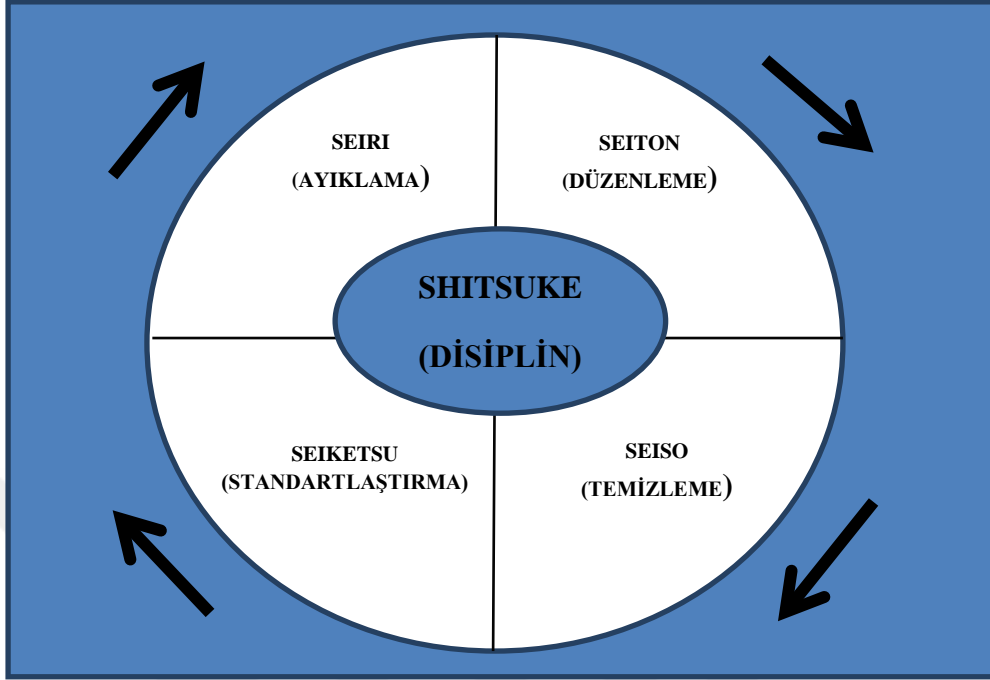 SEIRI
(AYIKLAMA)
SEITON
(DÜZENLEME)
SHITSUKE
(DİSİPLİN)
SEIKETSU
(STANDARTLAŞTIRMA)
SEISO
(TEMİZLEME)